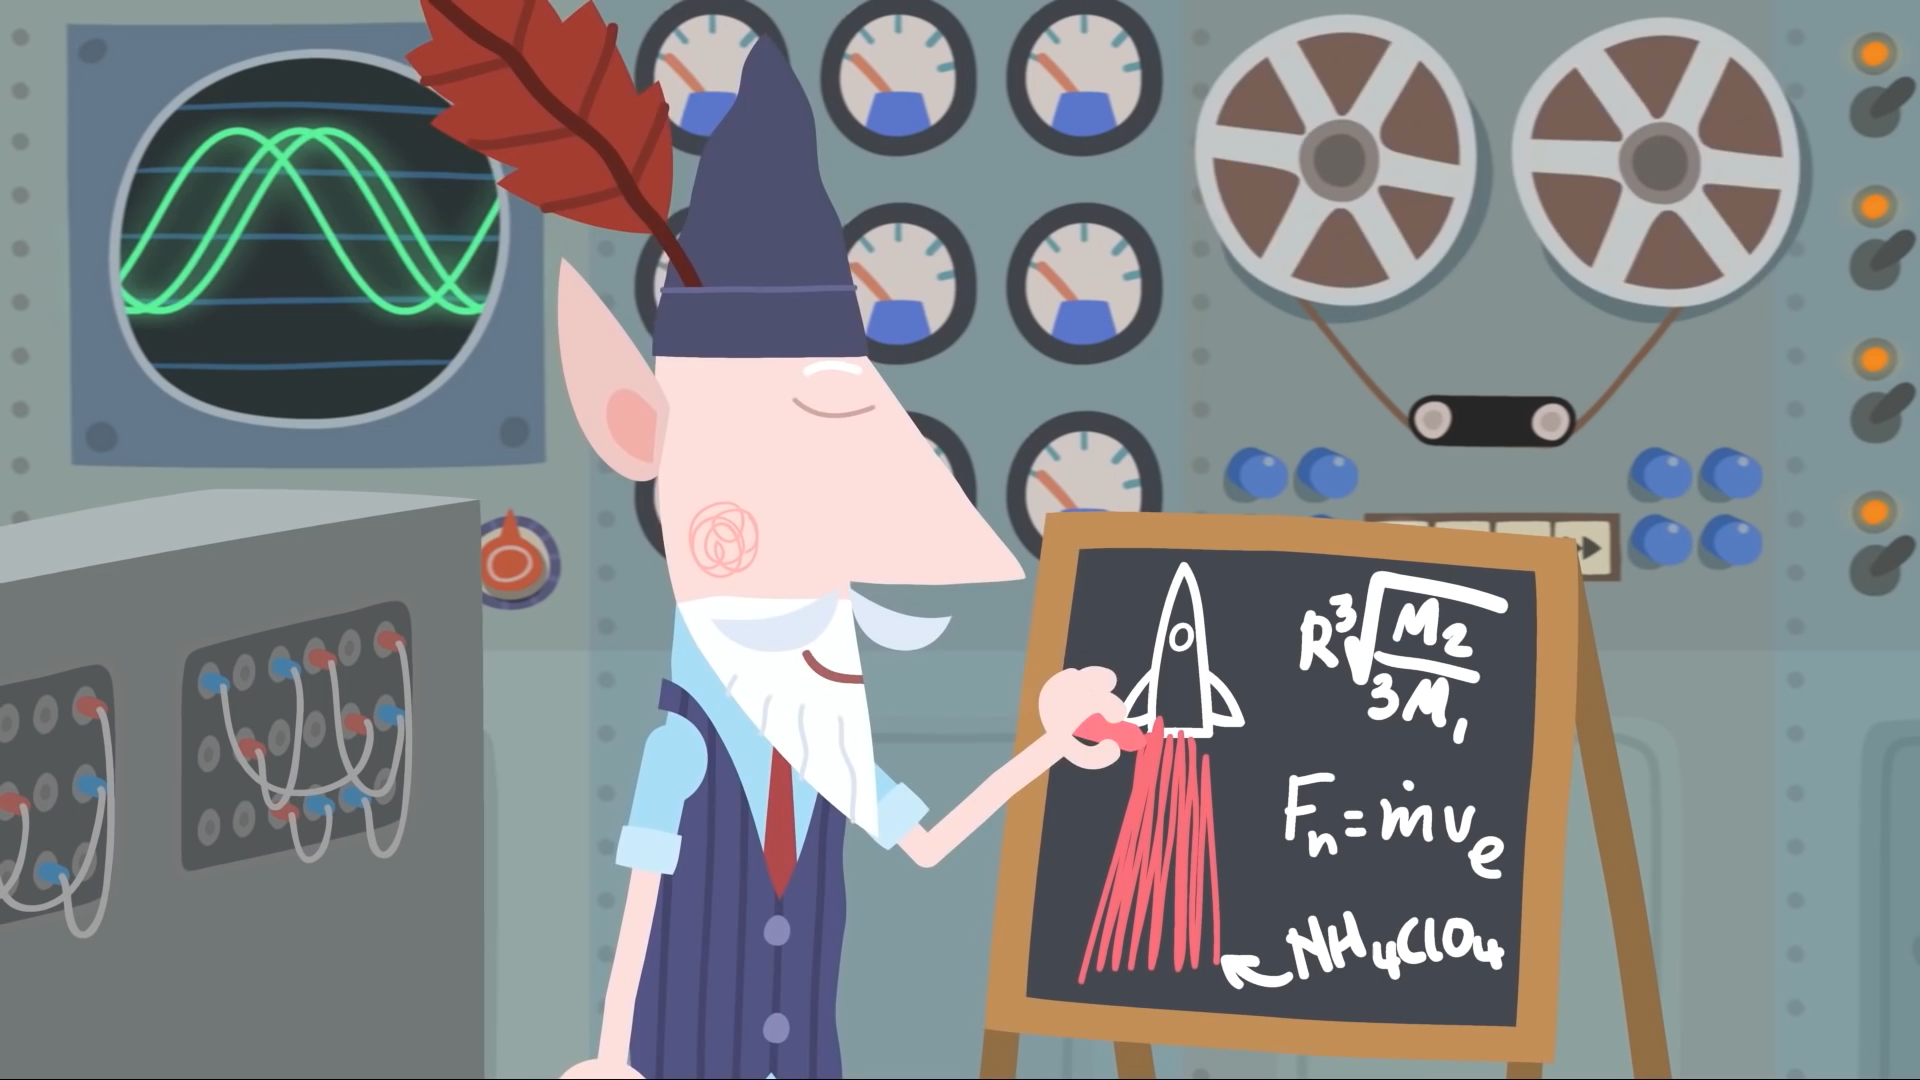 R³√(M₂/3M₁)
Fₙ = ṁvₑ
NH₄ClO₄